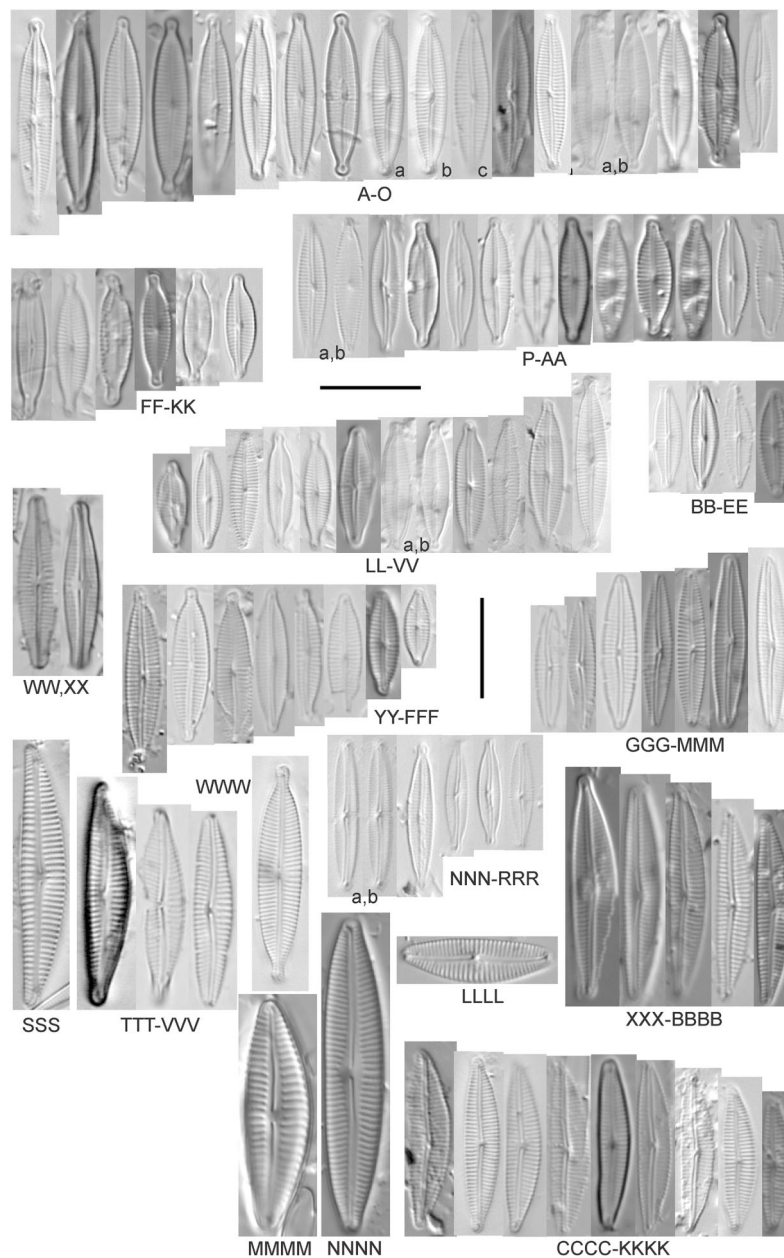 a b c a,b
A-O
a,b P-AA
FF-KK
BB-EE
a,b
LL-VV
WW,XX
YY-FFF
GGG-MMM
WWW
NNN-RRR
a,b
LLLL
SSS TTT-VVV XXX-BBBB
MMMM NNNN CCCC-KKKK